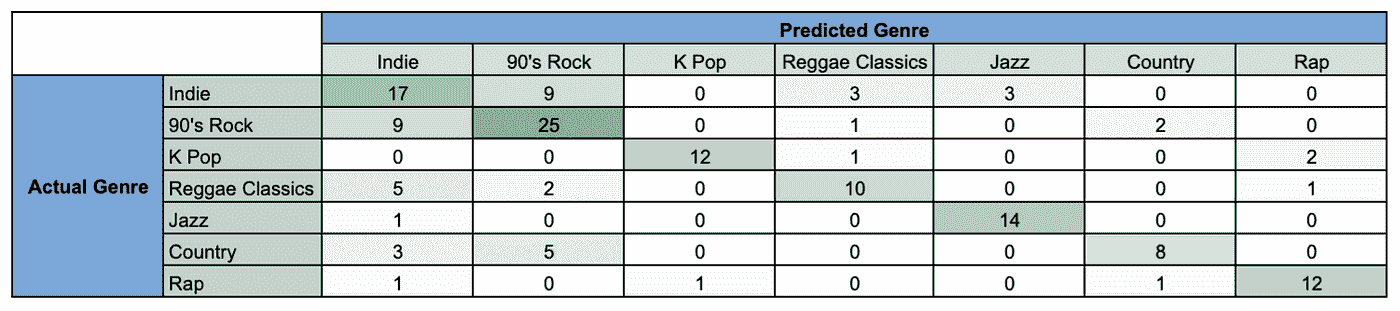 Predicted Genre
Indie 90's Rock K Pop Reggae Classics Jazz Country Rap
Indie 17 9 0 3 3 0 0
90's Rock 9 25 0 1 0 2 0
K Pop 0 0 12 1 0 0 2
Actual Genre Reggae Classics 5 2 0 10 0 0 1
Jazz 1 0 0 0 14 0 0
Country 3 5 0 0 0 8 0
Rap 1 0 1 0 0 1 12